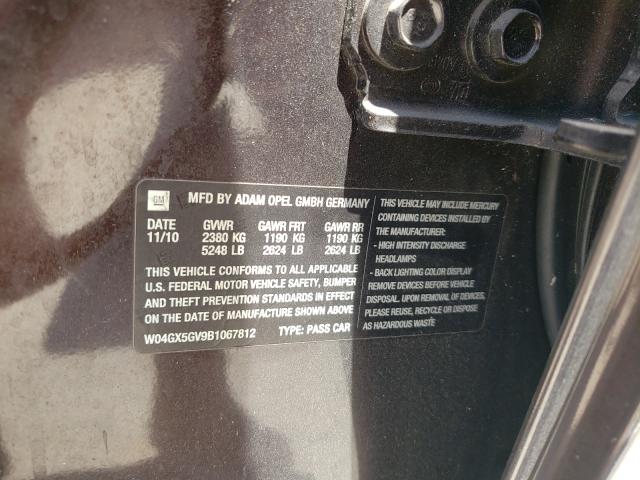 GM MFD BY ADAM OPEL GMBH GERMANY
DATE GVWR GAWR FRT GAWR RR
11/10 2380 KG 1190 KG 1190 KG
5248 LB 2624 LB 2624 LB
THIS VEHICLE CONFORMS TO ALL APPLICABLE
U.S. FEDERAL MOTOR VEHICLE SAFETY, BUMPER
AND THEFT PREVENTION STANDARDS IN EFFECT
ON THE DATE OF MANUFACTURE SHOWN ABOVE
W04GX5GV9B1067812 TYPE: PASS CAR
THIS VEHICLE MAY INCLUDE MERCURY
CONTAINING DEVICES INSTALLED BY
THE MANUFACTURER:
- HIGH INTENSITY DISCHARGE
HEADLAMPS
- BACK LIGHTING COLOR DISPLAY
REMOVE DEVICES BEFORE VEHICLE
DISPOSAL. UPON REMOVAL OF DEVICES,
PLEASE REUSE, RECYCLE OR DISPOSE
AS HAZARDOUS WASTE